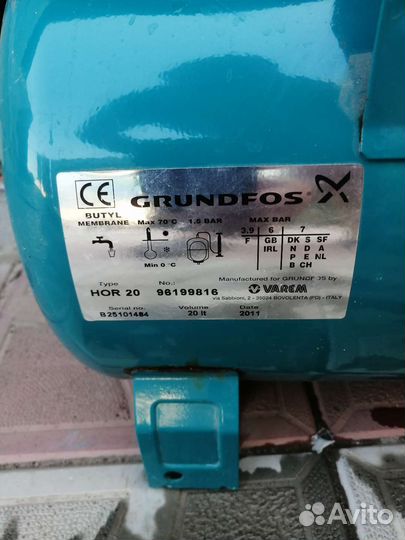 CE GRUNDFOS X
BUTYL
MEMBRANE Max 70°C 1.5 BAR MAX BAR
3.9 6 7
F GB DK S SF
IRL N D A
P E NL
B CH
Min 0°C
Type No.: Manufactured for GRUNDFOS by
HOR 20 96199816 VAREM
via Sabbioni, 2 - 35024 BOVOLENTA (PD) - ITALY
Serial no. Volume Date
B25101484 20 lt 2011
Avito